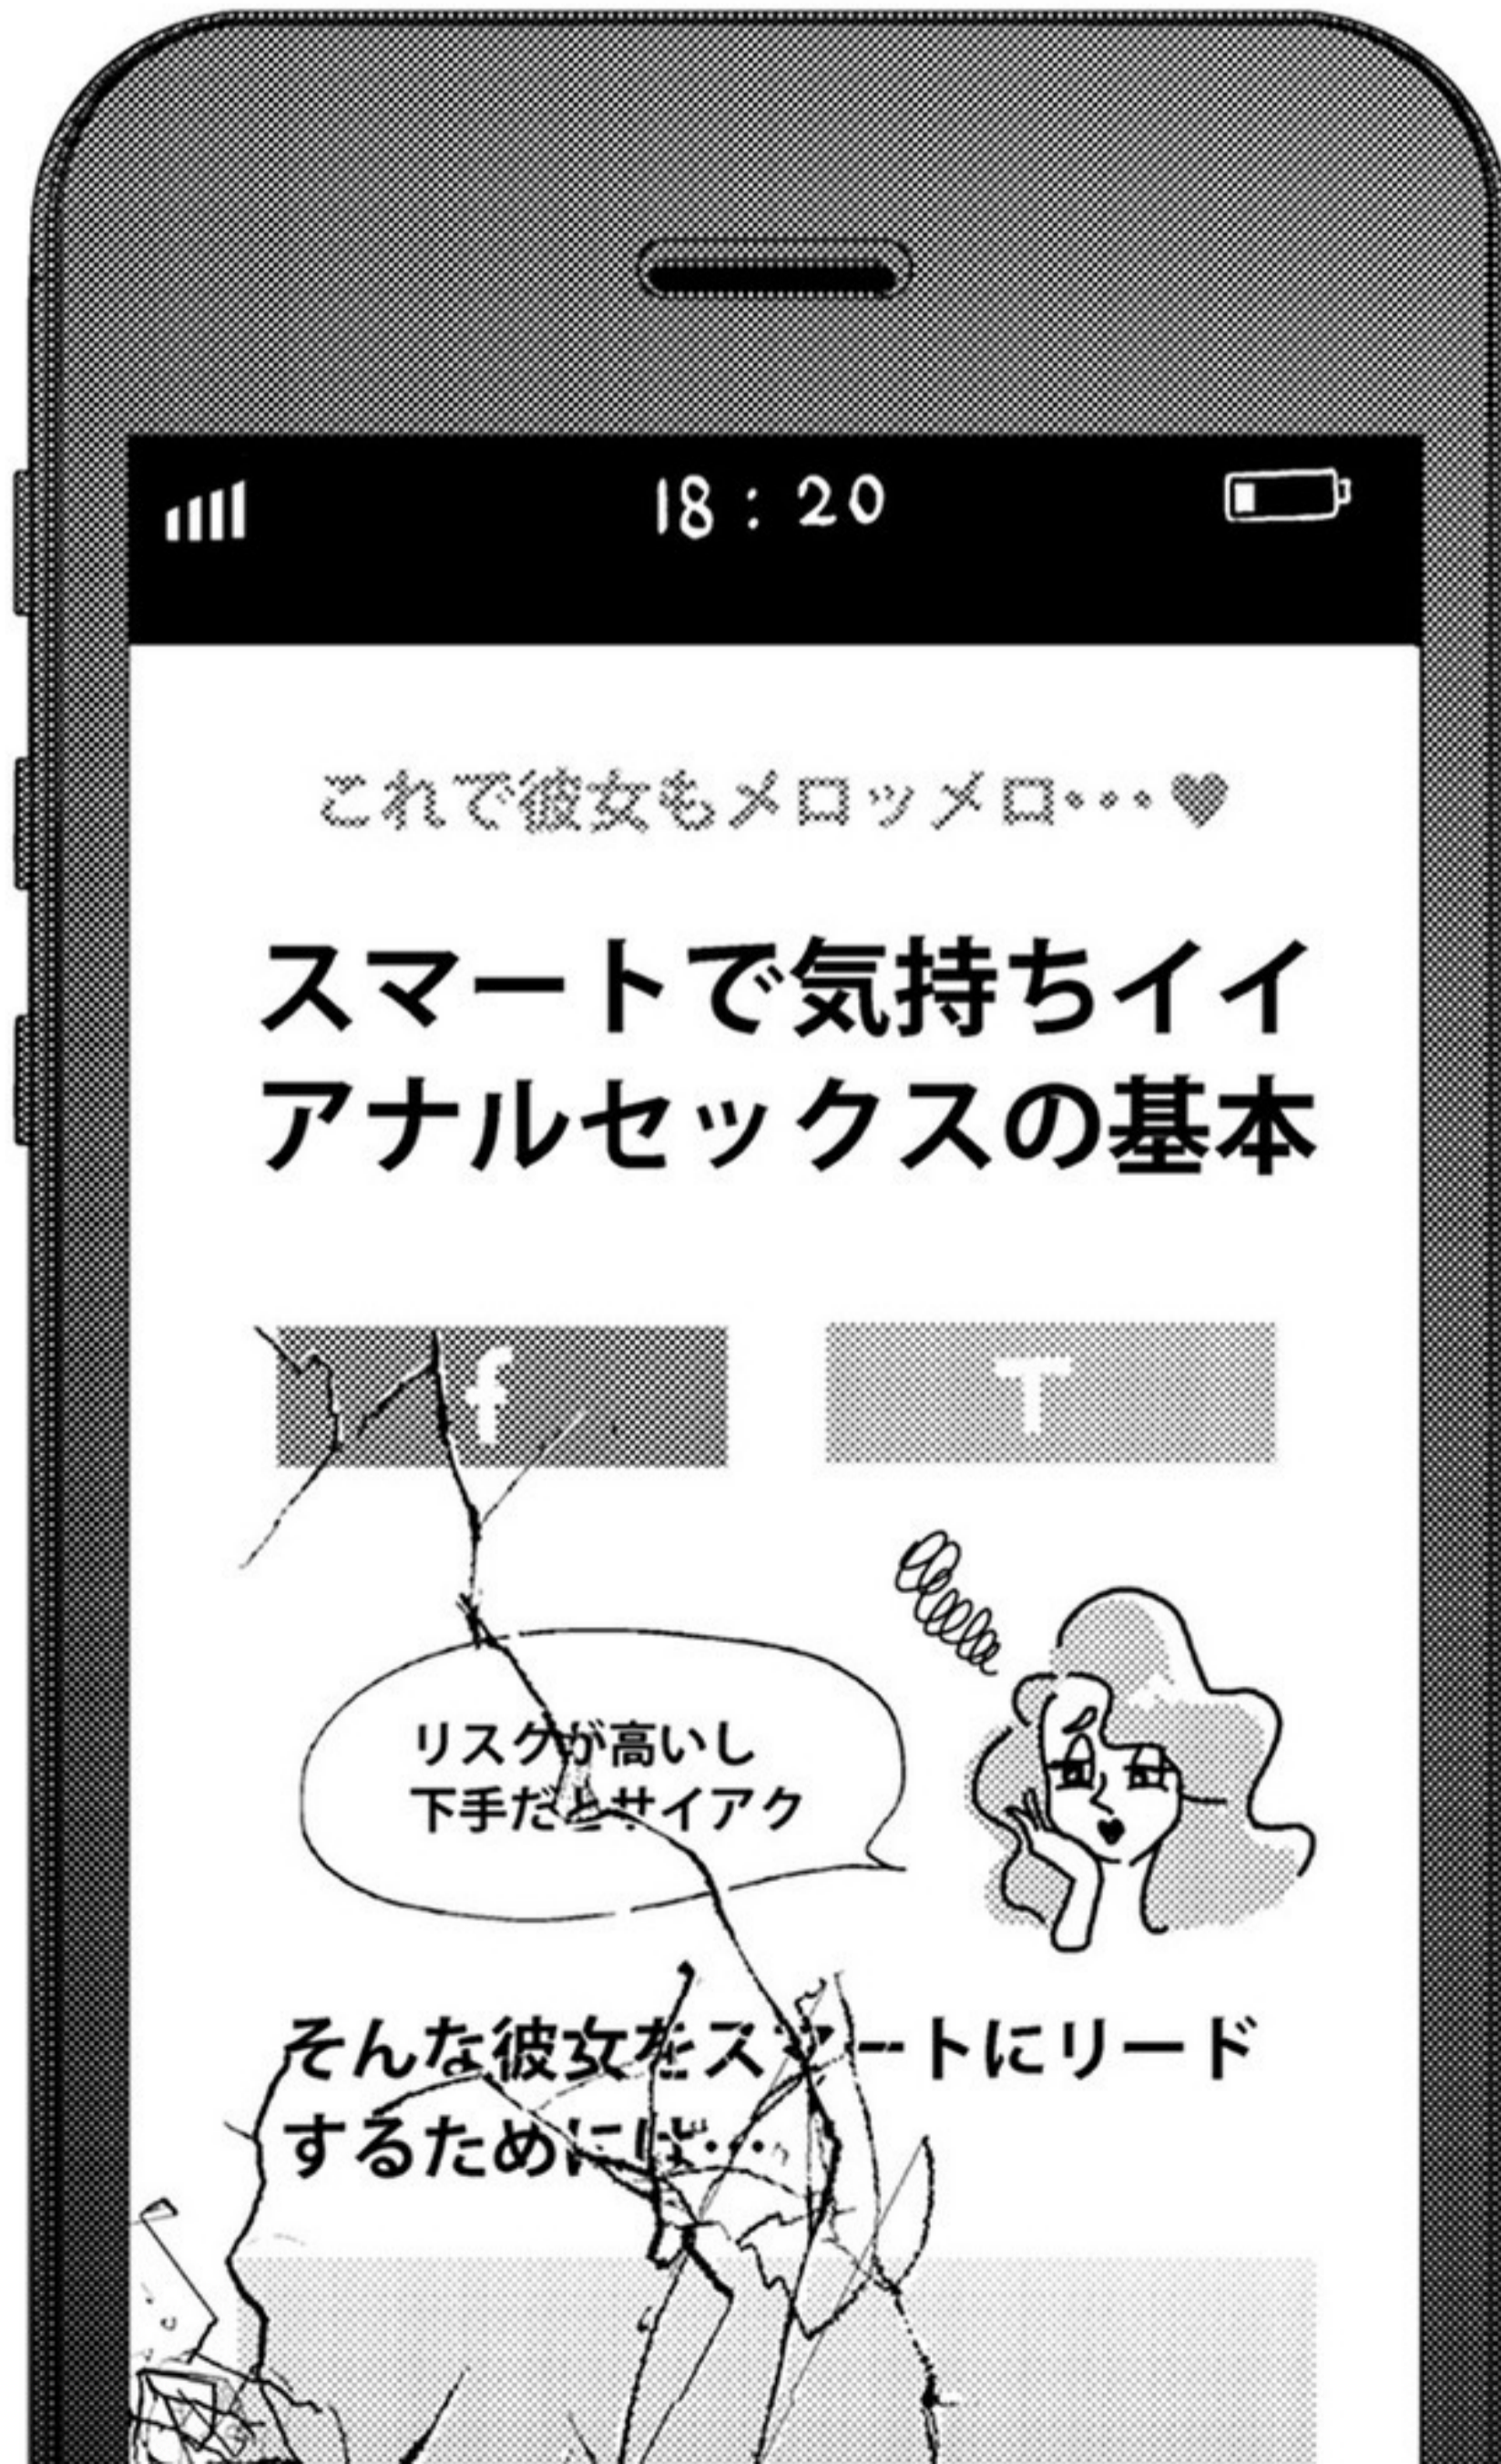 18:20
これで彼女もメロッメロ・・・♥
スマートで気持ちイイ
アナルセックスの基本
f
T
リスクが高いし
下手だとサイアク
そんな彼女をスマートにリード
するためには・・・